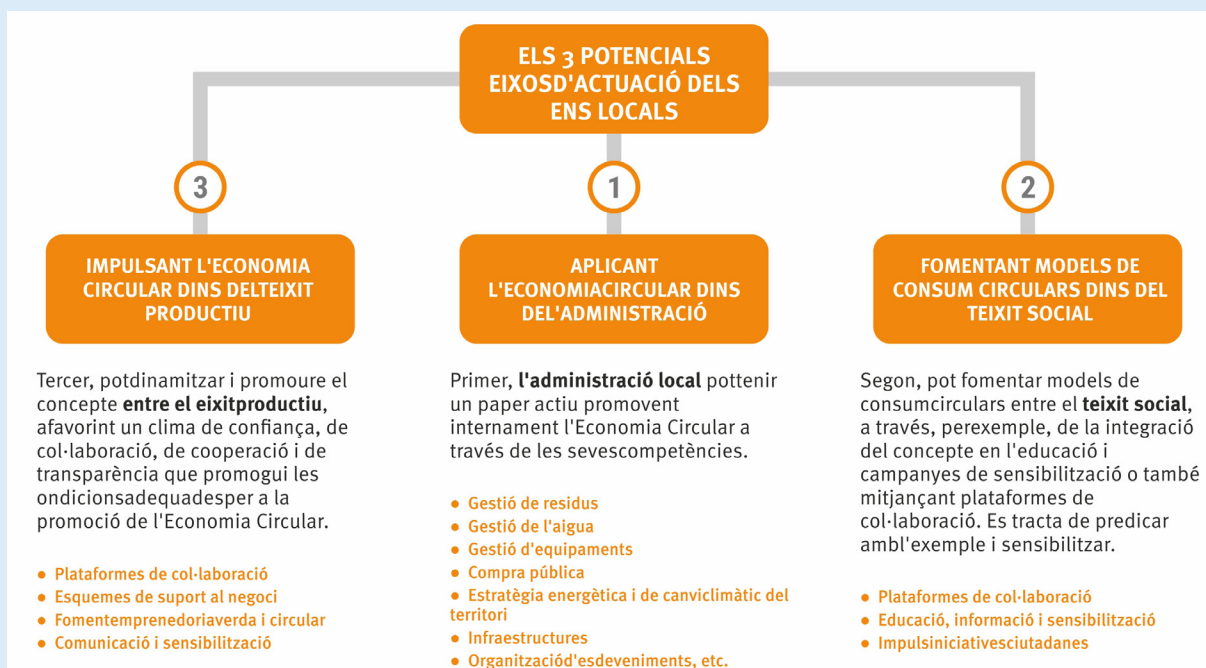 ELS 3 POTENCIALS
EIXOSD'ACTUACIÓ DELS
ENS LOCALS
3
IMPULSANT L'ECONOMIA
CIRCULAR DINS DELTEIXIT
PRODUCTIU
Tercer, potdinamitzar i promoure el
concepte entre el eixitproductiu,
afavorint un clima de confiança, de
col·laboració, de cooperació i de
transparència que promogui les
ondicionsadequadesper a la
promoció de l'Economia Circular.
● Plataformes de col·laboració
● Esquemes de suport al negoci
● Fomentemprenedoriaverda i circular
● Comunicació i sensibilització
1
APLICANT
L'ECONOMIACIRCULAR DINS
DEL'ADMINISTRACIÓ
Primer, l'administració local pottenir
un paper actiu promovent
internament l'Economia Circular a
través de les sevescompetències.
● Gestió de residus
● Gestió de l'aigua
● Gestió d'equipaments
● Compra pública
● Estratègia energètica i de canviclimàtic del
territori
● Infraestructures
● Organitzaciód'esdeveniments, etc.
2
FOMENTANT MODELS DE
CONSUM CIRCULARS DINS DEL
TEIXIT SOCIAL
Segon, pot fomentar models de
consumcirculars entre el teixit social,
a través, perexemple, de la integració
del concepte en l'educació i
campanyes de sensibilització o també
mitjançant plataformes de
col·laboració. Es tracta de predicar
ambl'exemple i sensibilitzar.
● Plataformes de col·laboració
● Educació, informació i sensibilització
● Impulsiniciativesciutadanes